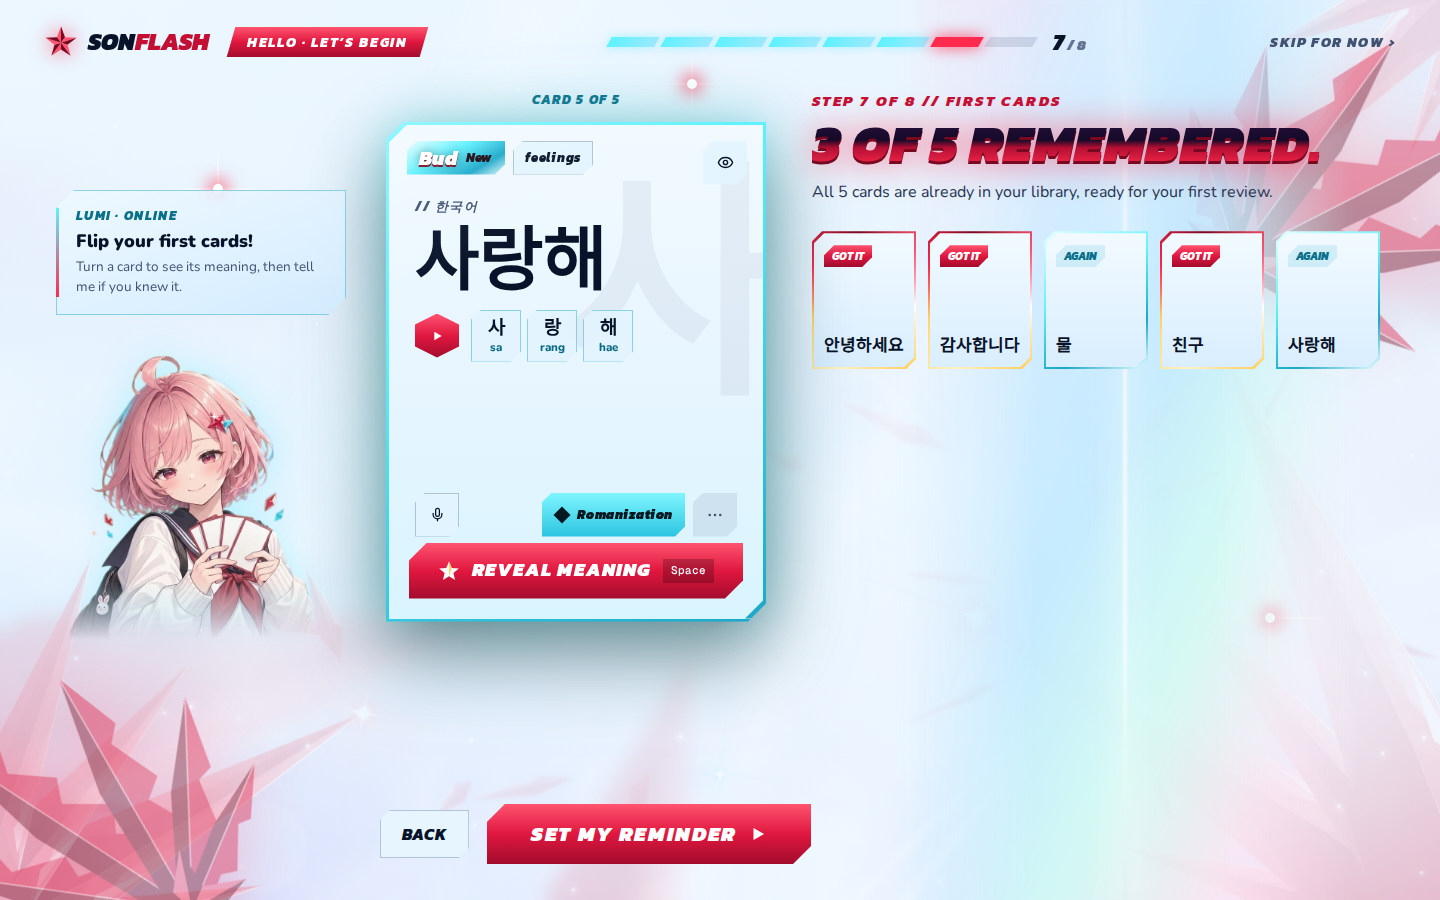 SONFLASH
HELLO · LET'S BEGIN
7 / 8
SKIP FOR NOW >
CARD 5 OF 5
Bud New
feelings
// 한국어
사랑해
사
사 랑 해
sa rang hae
Romanization
...
REVEAL MEANING Space
LUMI · ONLINE
Flip your first cards!
Turn a card to see its meaning, then tell
me if you knew it.
STEP 7 OF 8 // FIRST CARDS
3 OF 5 REMEMBERED.
All 5 cards are already in your library, ready for your first review.
GOT IT
안녕하세요
GOT IT
감사합니다
AGAIN
물
GOT IT
친구
AGAIN
사랑해
BACK
SET MY REMINDER